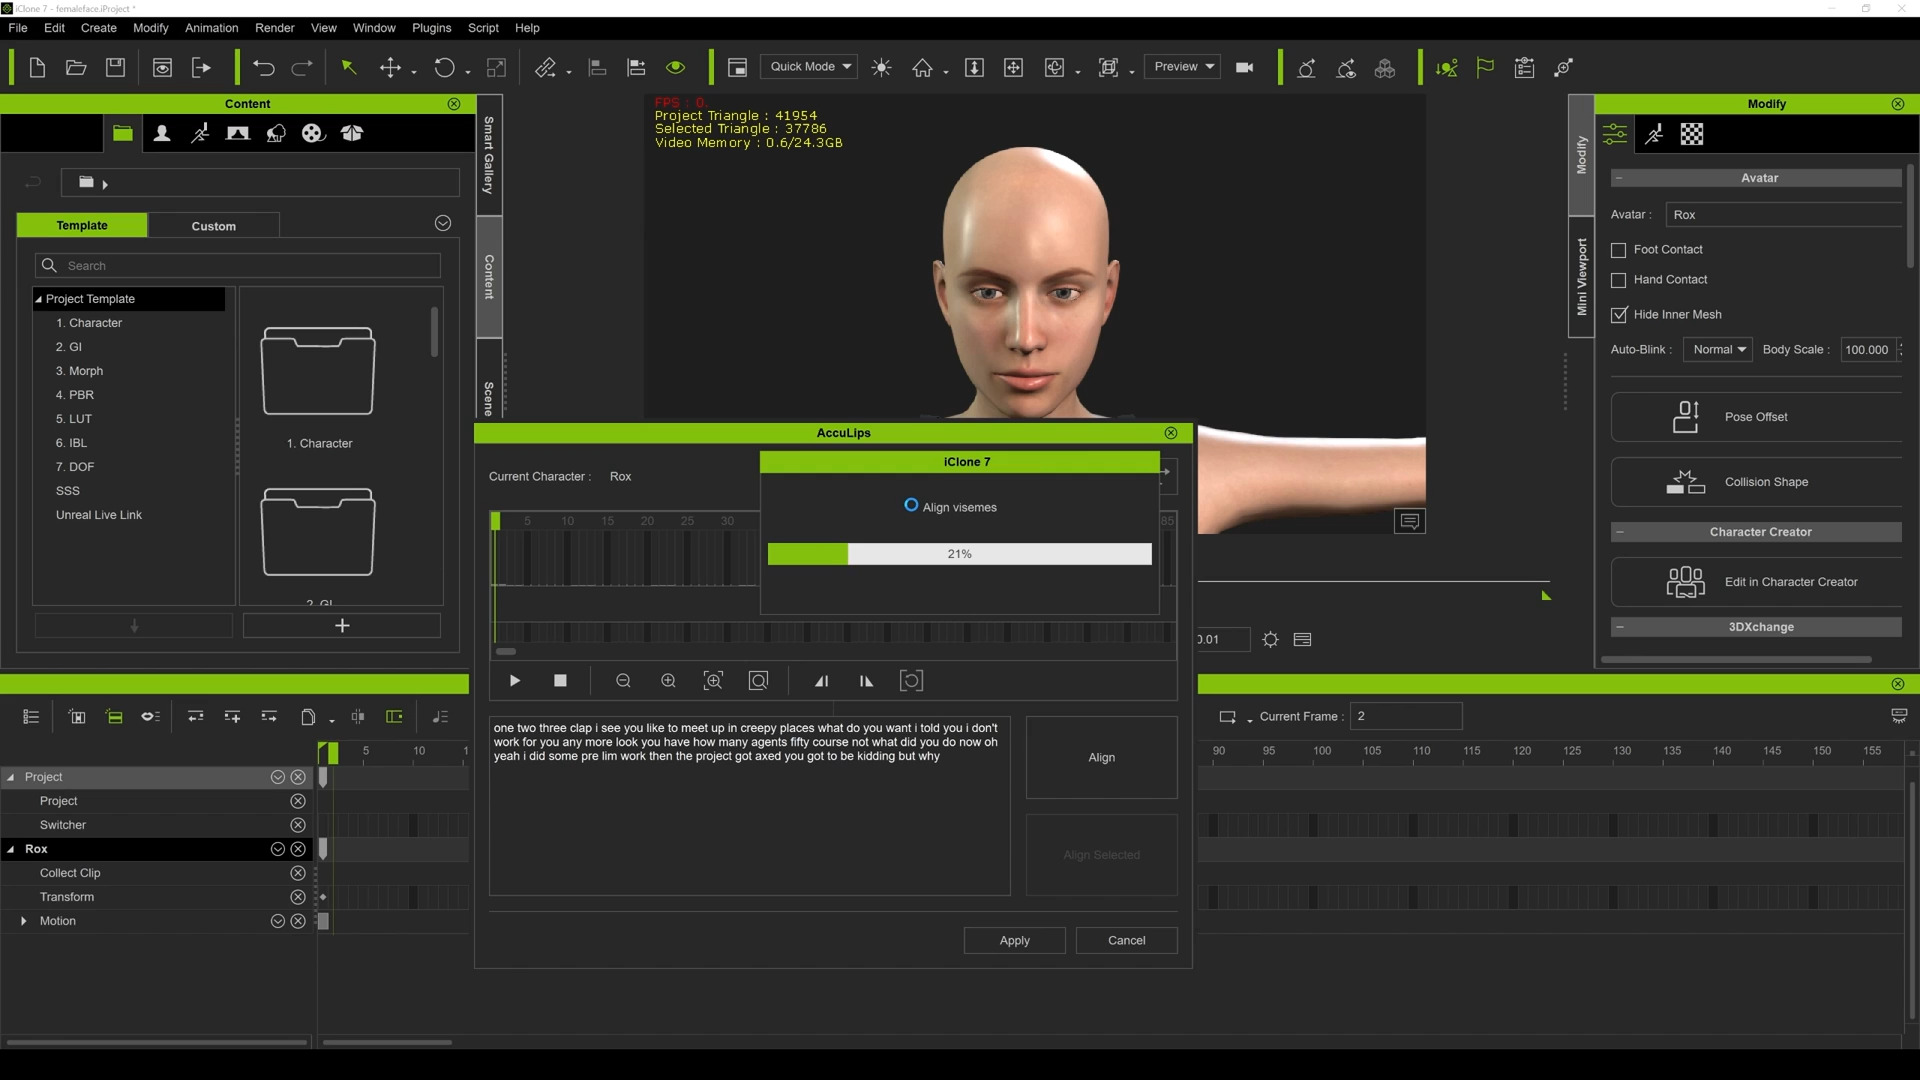 iClone 7 - femaleface.iProject *
File Edit Create Modify Animation Render View Window Plugins Script Help
Quick Mode
Preview
Content
Smart Gallery
Content
Scene
Template
Custom
Search
Project Template
1. Character
2. GI
3. Morph
4. PBR
5. LUT
6. IBL
7. DOF
SSS
Unreal Live Link
1. Character
2. GI
FPS : 0.
Project Triangle : 41954
Selected Triangle : 37786
Video Memory : 0.6/24.3GB
Modify
Modify
Mini Viewport
Avatar
Avatar : Rox
Foot Contact
Hand Contact
Hide Inner Mesh
Auto-Blink : Normal Body Scale : 100.000
Pose Offset
Collision Shape
Character Creator
Edit in Character Creator
3DXchange
AccuLips
Current Character : Rox
iClone 7
Align visemes
21%
5 10 15 20 25 30 85
one two three clap i see you like to meet up in creepy places what do you want i told you i don't
work for you any more look you have how many agents fifty course not what did you do now oh
yeah i did some pre lim work then the project got axed you got to be kidding but why
Align
Align Selected
Apply
Cancel
0.01
Current Frame : 2
5 10 1
90 95 100 105 110 115 120 125 130 135 140 145 150 155
Project
Project
Switcher
Rox
Collect Clip
Transform
Motion